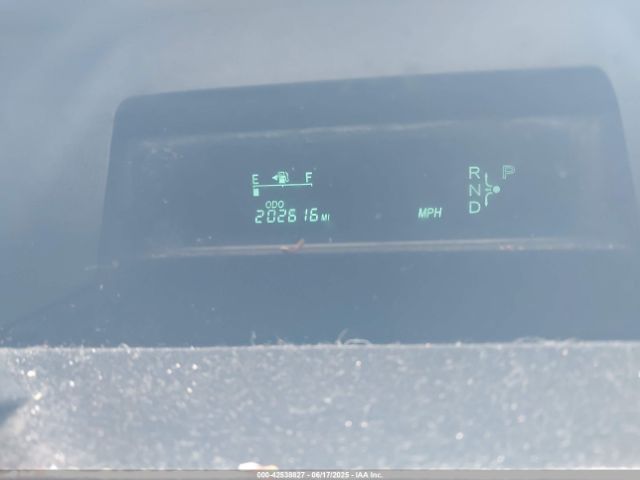 E F
ODO
202616 MI
MPH
R P
N
D
000-42538827 - 06/17/2025 - IAA Inc.